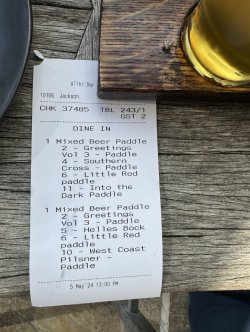 10106 Jackson
CHK 37485 TBL 243/1
GST 2
DINE IN
1 Mixed Beer Paddle
2 - Greetings
Vol 3 - Paddle
4 - Southern
Cross - Paddle
6 - Little Red
paddle
11 - Into the
Dark Paddle
1 Mixed Beer Paddle
2 - Greetings
Vol 3 - Paddle
5 - Helles Bock
6 - Little Red
paddle
10 - West Coast
Pilsner -
Paddle
5 May'24 13:00 PM